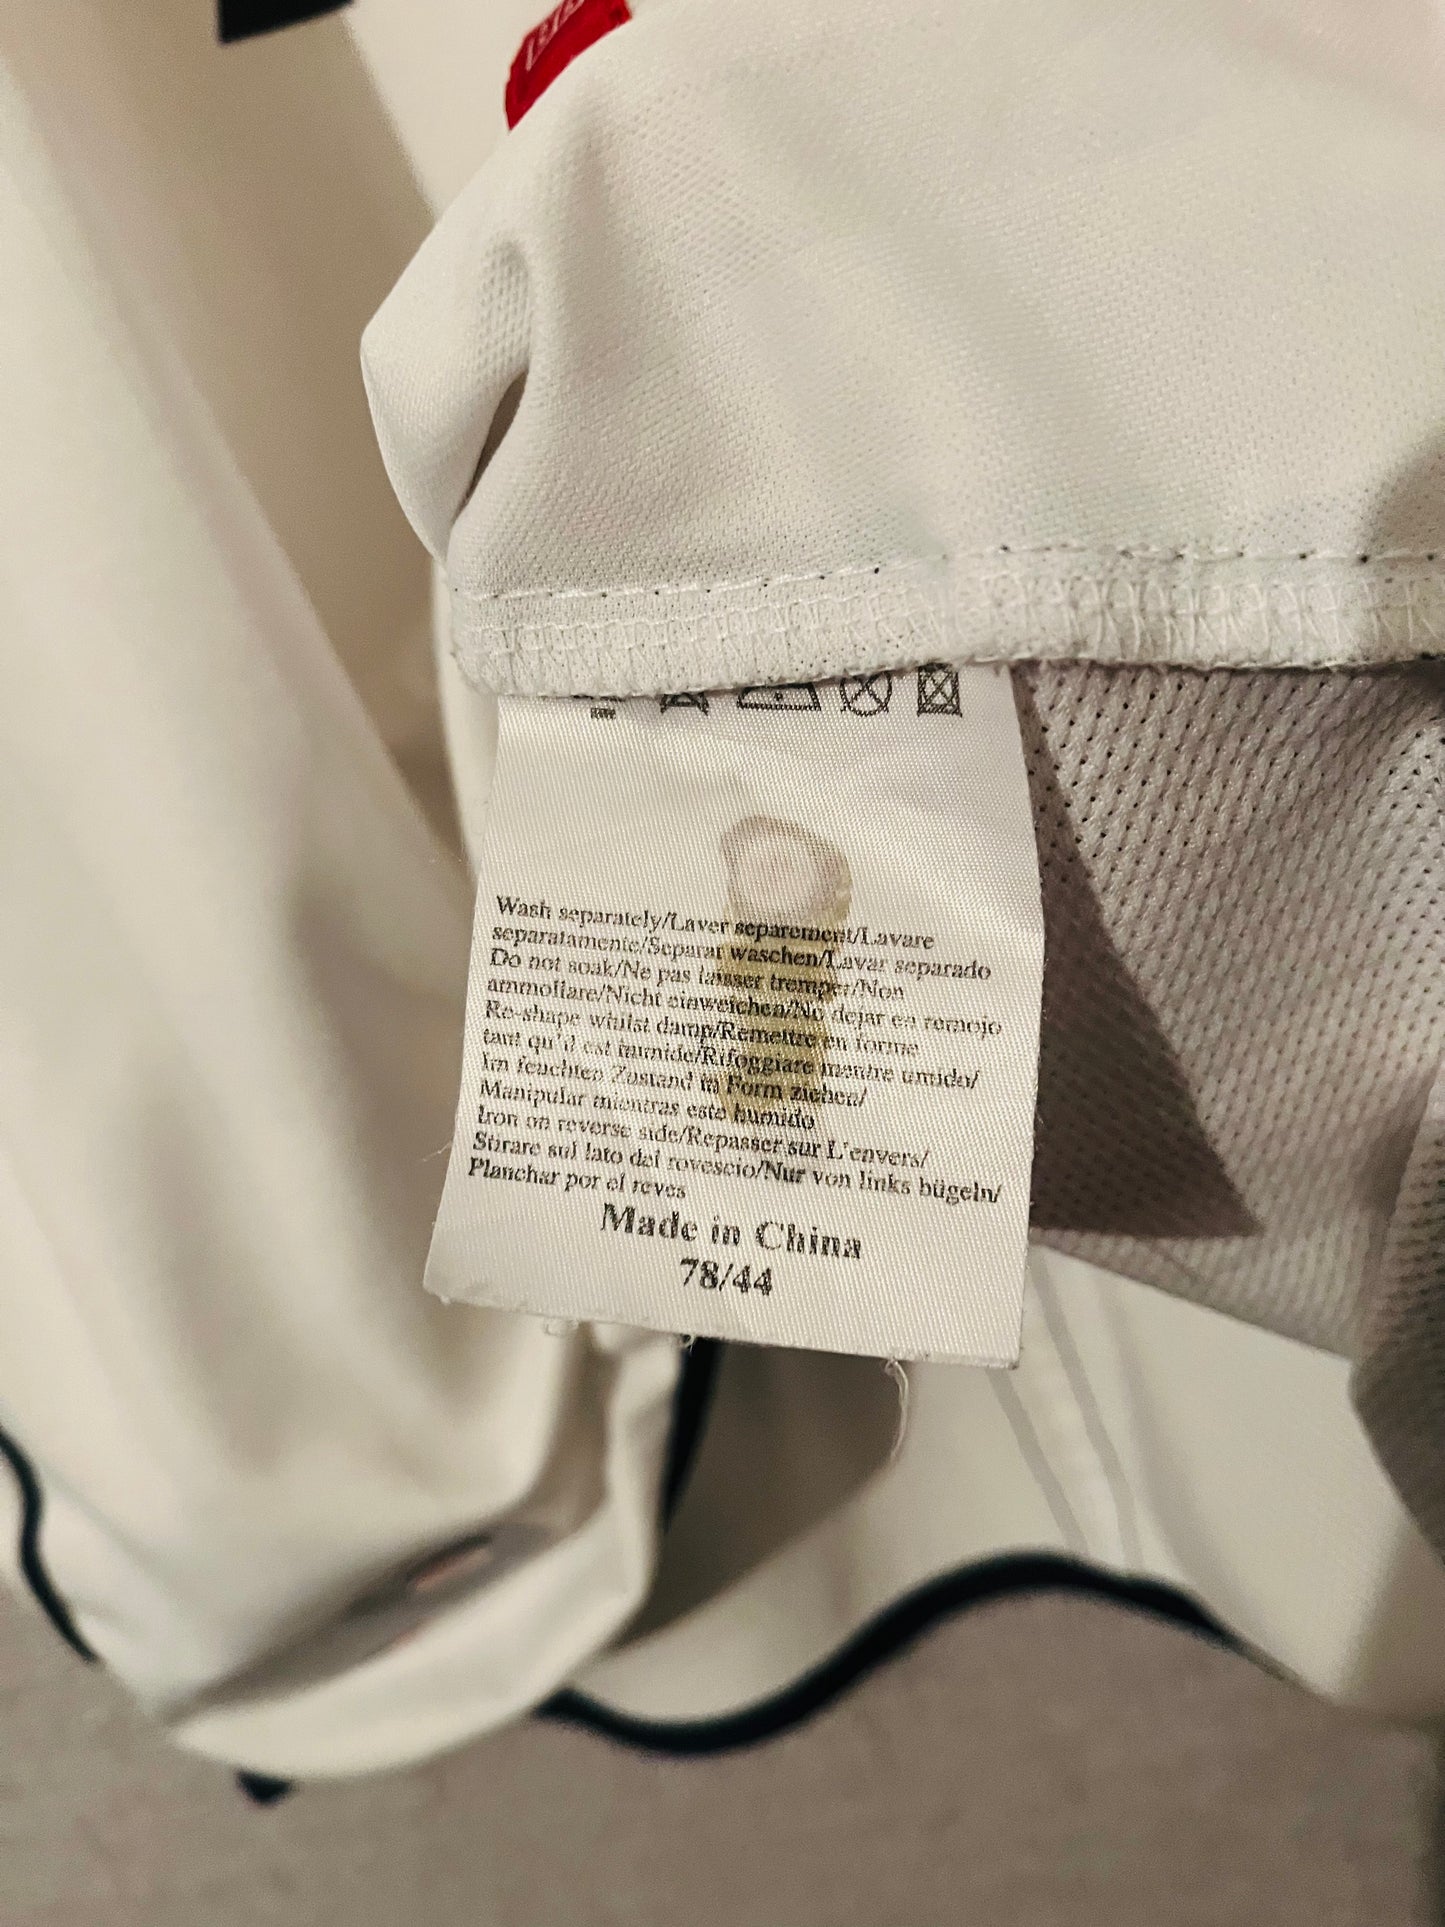 Wash separately/Laver separement/Lavare
separatamente/Separat waschen/Lavar separado
Do not soak/Ne pas laisser tremper/Non
ammollare/Nicht einweichen/No dejar en remojo
Re-shape whilst damp/Remettre en forme
tant qu'il est humide/Rifoggiare mentre umido/
Im feuchten Zustand in Form ziehen/
Manipular mientras este humido
Iron on reverse side/Repasser sur L'envers/
Stirare sul lato del rovescio/Nur von links bügeln/
Planchar por el reves
Made in China
78/44